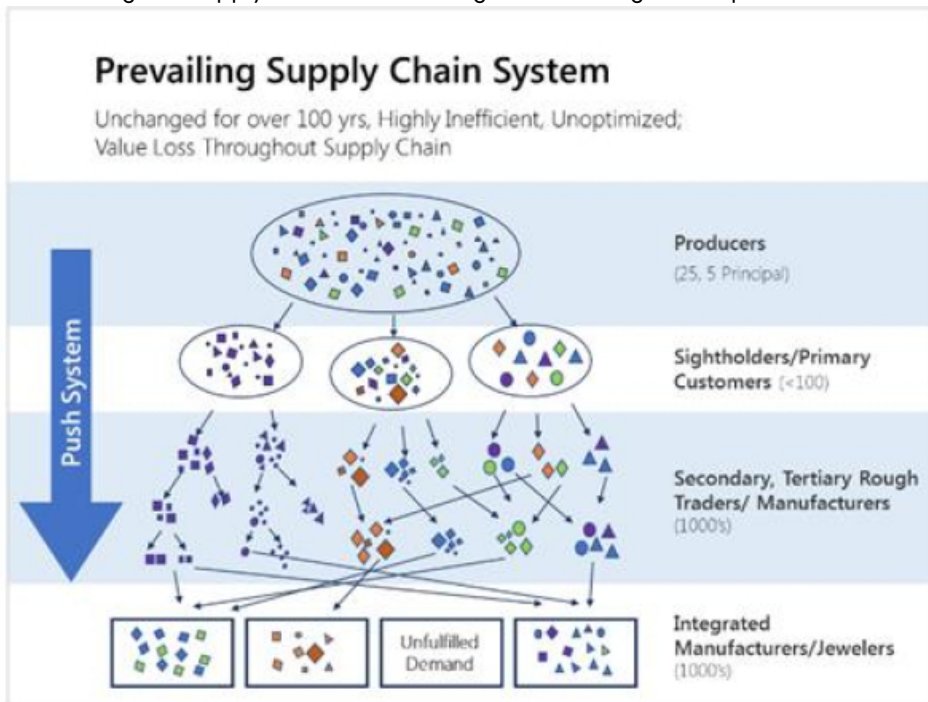 Prevailing Supply Chain System
Unchanged for over 100 yrs, Highly Inefficient, Unoptimized;
Value Loss Throughout Supply Chain
Push System
Producers
(25, 5 Principal)
Sightholders/Primary
Customers (<100)
Secondary, Tertiary Rough
Traders/ Manufacturers
(1000's)
Integrated
Manufacturers/Jewelers
(1000's)
Unfulfilled
Demand